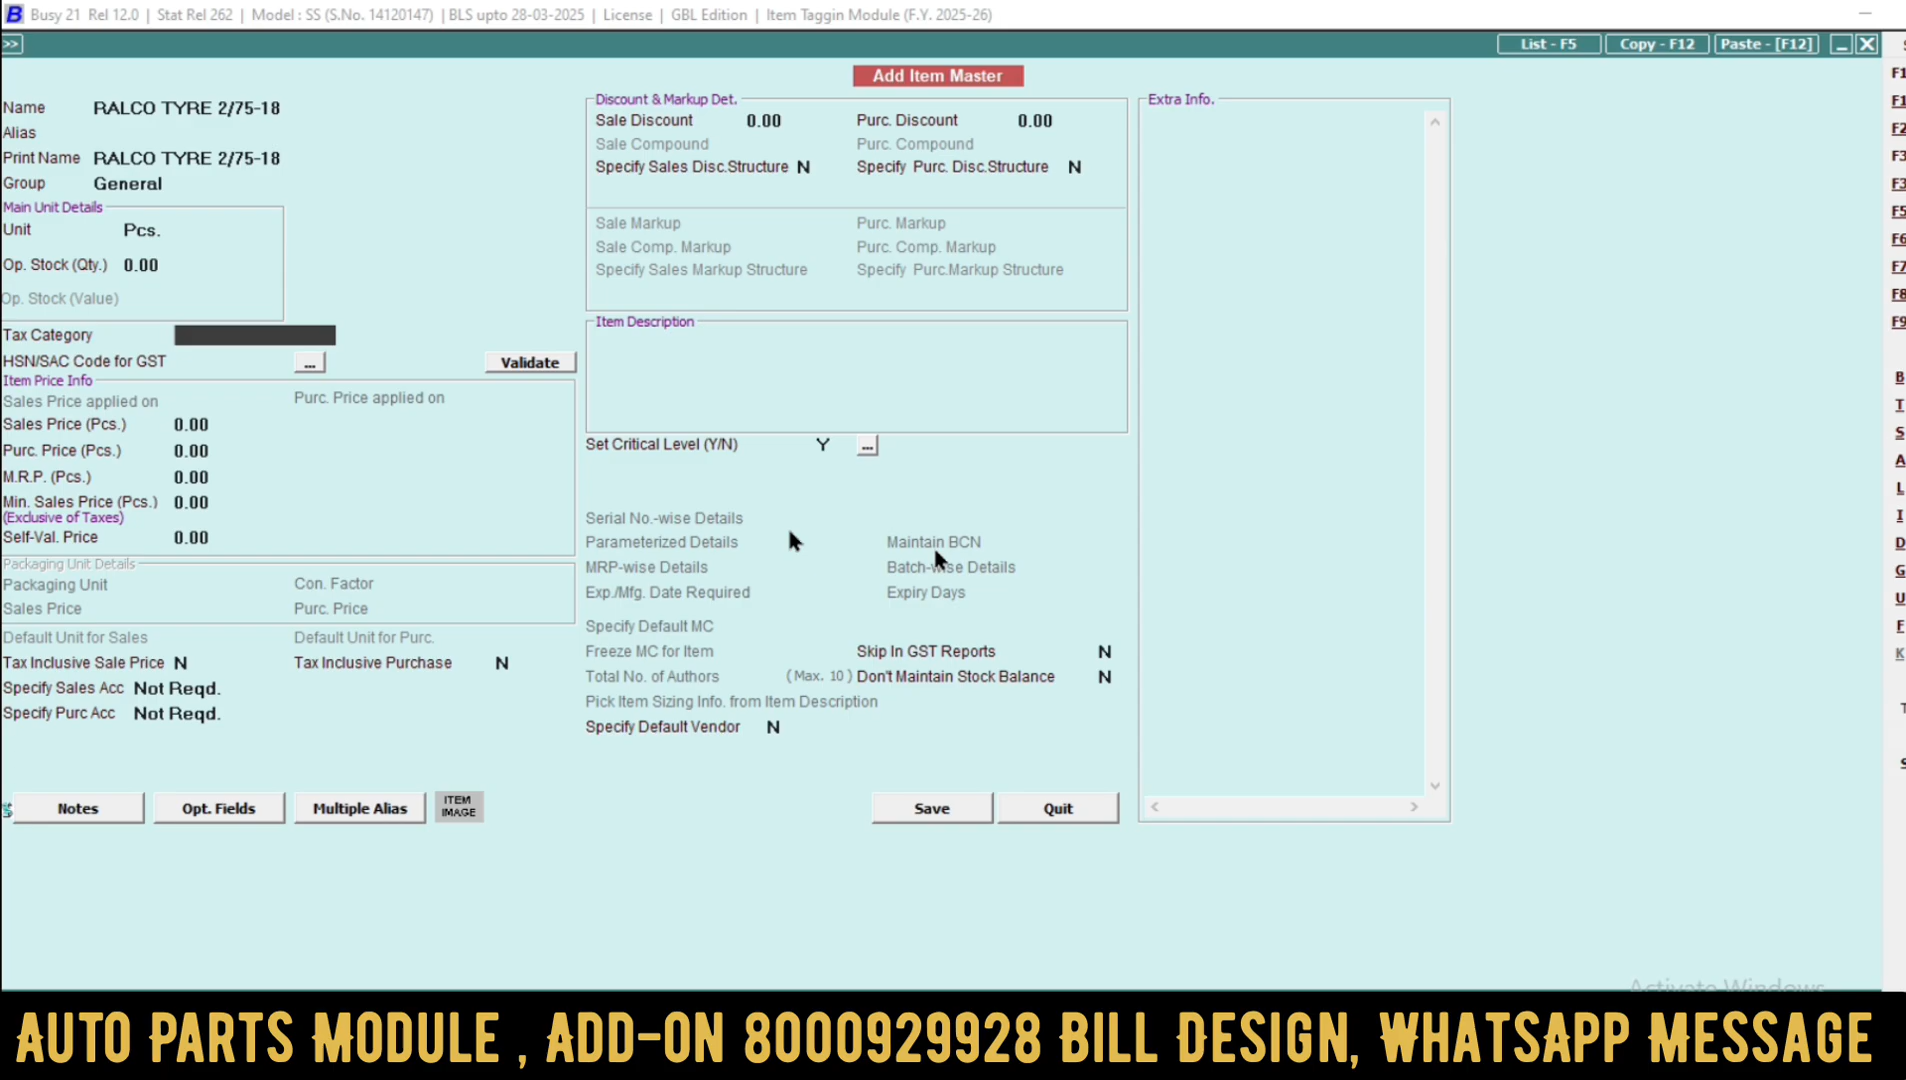 Busy 21 Rel 12.0 | Stat Rel 262 | Model : SS (S.No. 14120147) | BLS upto 28-03-2025 | License | GBL Edition | Item Taggin Module (F.Y. 2025-26)
>> List - F5 Copy - F12 Paste - [F12]
Add Item Master
Name RALCO TYRE 2/75-18
Alias
Print Name RALCO TYRE 2/75-18
Group General
Main Unit Details
Unit Pcs.
Op. Stock (Qty.) 0.00
Op. Stock (Value)
Tax Category
HSN/SAC Code for GST ... Validate
Item Price Info
Sales Price applied on Purc. Price applied on
Sales Price (Pcs.) 0.00
Purc. Price (Pcs.) 0.00
M.R.P. (Pcs.) 0.00
Min. Sales Price (Pcs.) 0.00
(Exclusive of Taxes)
Self-Val. Price 0.00
Packaging Unit Details
Packaging Unit Con. Factor
Sales Price Purc. Price
Default Unit for Sales Default Unit for Purc.
Tax Inclusive Sale Price N Tax Inclusive Purchase N
Specify Sales Acc Not Reqd.
Specify Purc Acc Not Reqd.
Notes Opt. Fields Multiple Alias ITEM IMAGE
Discount & Markup Det.
Sale Discount 0.00 Purc. Discount 0.00
Sale Compound Purc. Compound
Specify Sales Disc.Structure N Specify Purc. Disc.Structure N
Sale Markup Purc. Markup
Sale Comp. Markup Purc. Comp. Markup
Specify Sales Markup Structure Specify Purc.Markup Structure
Item Description
Set Critical Level (Y/N) Y ...
Serial No.-wise Details
Parameterized Details Maintain BCN
MRP-wise Details Batch-wise Details
Exp./Mfg. Date Required Expiry Days
Specify Default MC
Freeze MC for Item Skip In GST Reports N
Total No. of Authors (Max. 10) Don't Maintain Stock Balance N
Pick Item Sizing Info. from Item Description
Specify Default Vendor N
Save Quit
Extra Info.
F1
F1
F2
F3
F3
F5
F6
F7
F8
F9
B
T
S
A
L
I
D
G
U
F
K
Activate Windows
AUTO PARTS MODULE , ADD-ON 8000929928 BILL DESIGN, WHATSAPP MESSAGE